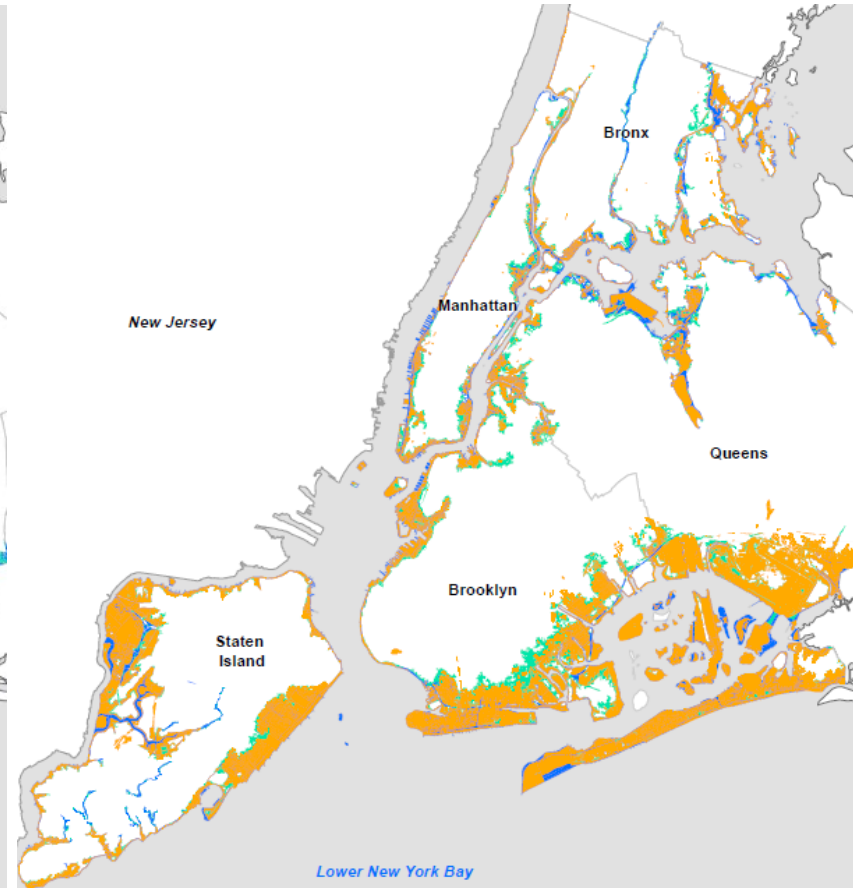 Bronx
Manhattan
New Jersey
Queens
Brooklyn
Staten
Island
Lower New York Bay